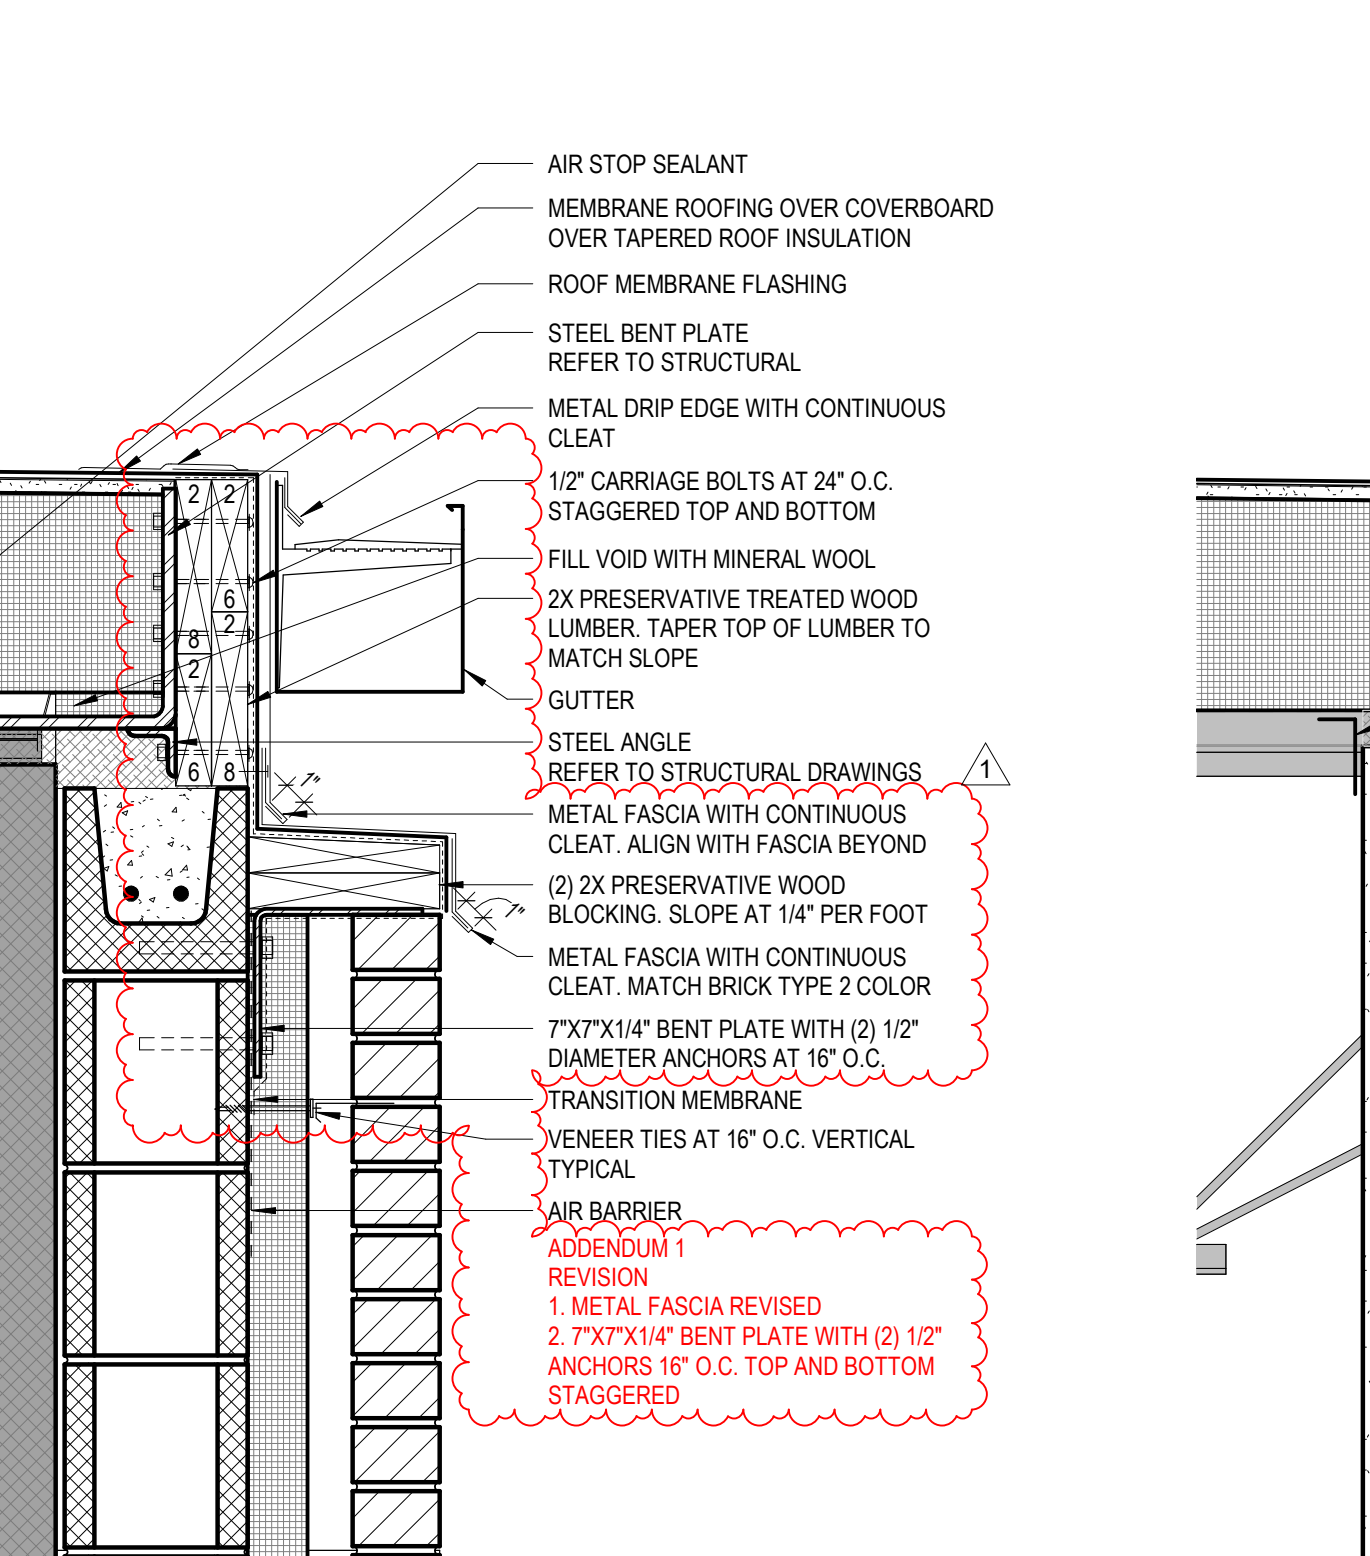 AIR STOP SEALANT
MEMBRANE ROOFING OVER COVERBOARD
OVER TAPERED ROOF INSULATION
ROOF MEMBRANE FLASHING
STEEL BENT PLATE
REFER TO STRUCTURAL
METAL DRIP EDGE WITH CONTINUOUS
CLEAT
1/2" CARRIAGE BOLTS AT 24" O.C.
STAGGERED TOP AND BOTTOM
FILL VOID WITH MINERAL WOOL
2X PRESERVATIVE TREATED WOOD
LUMBER. TAPER TOP OF LUMBER TO
MATCH SLOPE
GUTTER
STEEL ANGLE
REFER TO STRUCTURAL DRAWINGS
1
METAL FASCIA WITH CONTINUOUS
CLEAT. ALIGN WITH FASCIA BEYOND
(2) 2X PRESERVATIVE WOOD
BLOCKING. SLOPE AT 1/4" PER FOOT
METAL FASCIA WITH CONTINUOUS
CLEAT. MATCH BRICK TYPE 2 COLOR
7"X7"X1/4" BENT PLATE WITH (2) 1/2"
DIAMETER ANCHORS AT 16" O.C.
TRANSITION MEMBRANE
VENEER TIES AT 16" O.C. VERTICAL
TYPICAL
AIR BARRIER
ADDENDUM 1
REVISION
1. METAL FASCIA REVISED
2. 7"X7"X1/4" BENT PLATE WITH (2) 1/2"
ANCHORS 16" O.C. TOP AND BOTTOM
STAGGERED
2 2
6
2
8
2
6 8
1"
1"